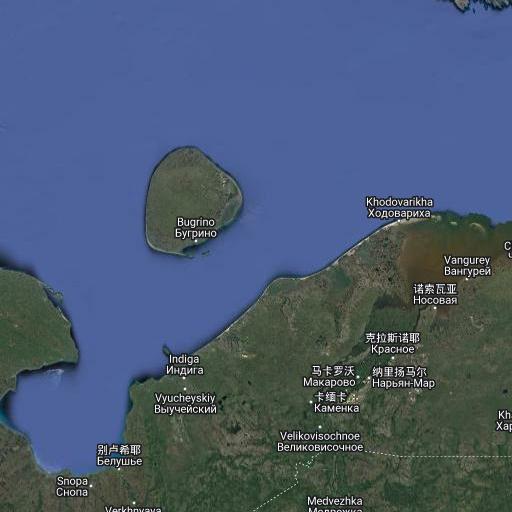 Khodovarikha
Ходовариха
Bugrino
Бугрино
Vangurey
Вангурей
诺索瓦亚
Носовая
克拉斯诺耶
Красное
Indiga
Индига
马卡罗沃
Макарово
纳里扬马尔
Нарьян-Мар
Vyucheyskiy
Выучейский
卡缅卡
Каменка
Velikovisochnoe
Великовисочное
别卢希耶
Белушье
Snopa
Снопа
Verkhnyaya
Medvezhka
Медвежка